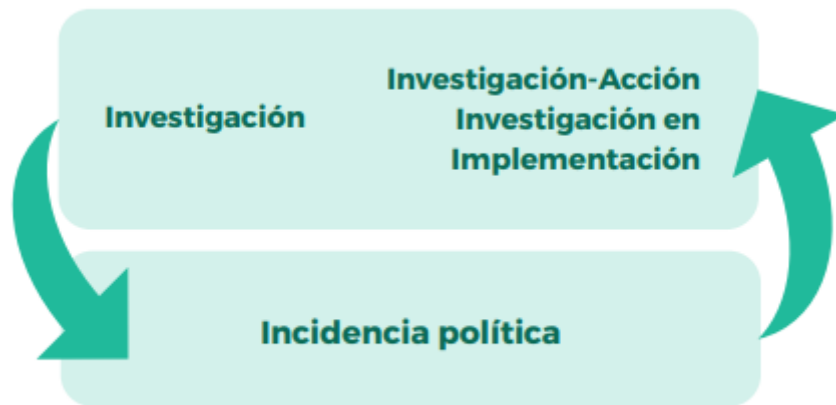 Investigación
Investigación-Acción
Investigación en
Implementación
Incidencia política